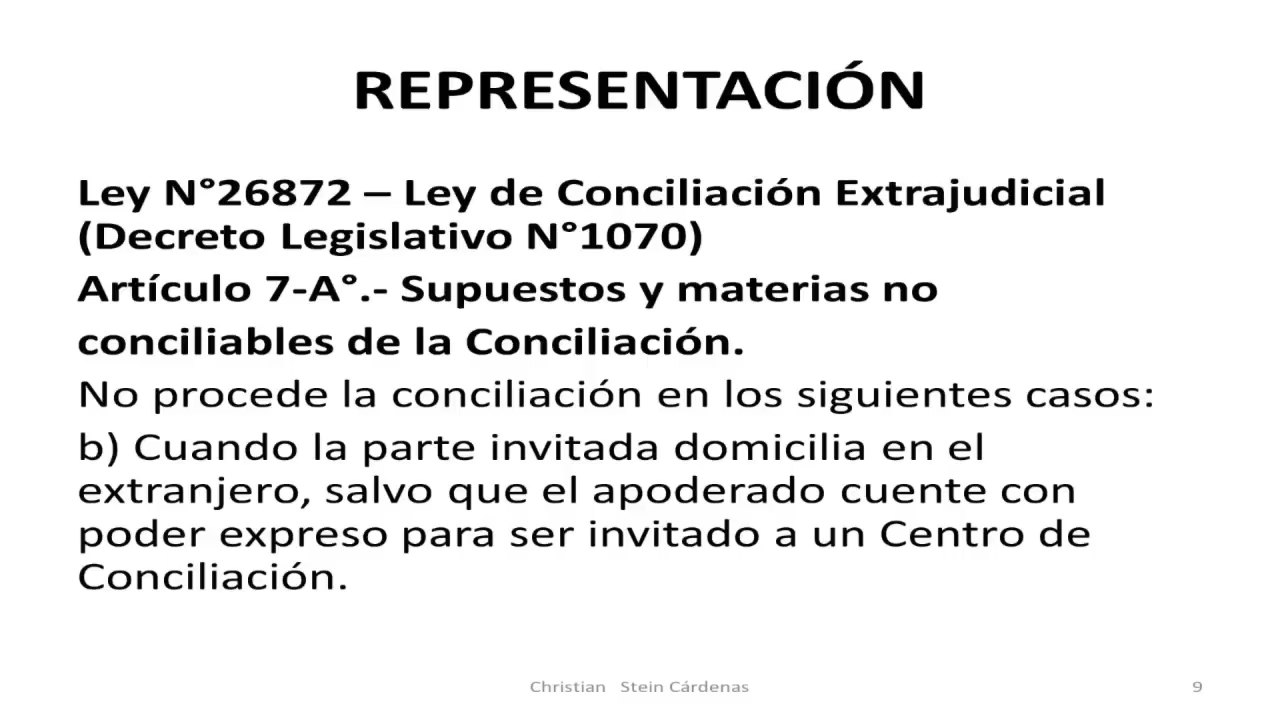 REPRESENTACIÓN
Ley N°26872 – Ley de Conciliación Extrajudicial
(Decreto Legislativo N°1070)
Artículo 7-A°.- Supuestos y materias no
conciliables de la Conciliación.
No procede la conciliación en los siguientes casos:
b) Cuando la parte invitada domicilia en el
extranjero, salvo que el apoderado cuente con
poder expreso para ser invitado a un Centro de
Conciliación.
Christian Stein Cárdenas
9